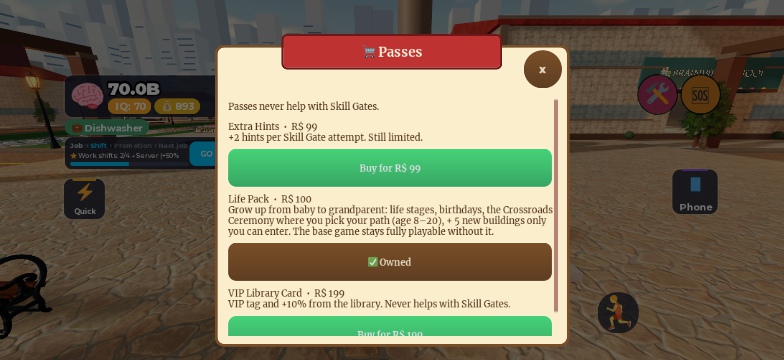 Passes
x
70.0B
IQ: 70
893
Dishwasher
Work shifts: 2/4
GO
Quick
SOS
Phone
Passes never help with Skill Gates.
Extra Hints • R$ 99
+2 hints per Skill Gate attempt. Still limited.
Buy for R$ 99
Life Pack • R$ 100
Grow up from baby to grandparent: life stages, birthdays, the Crossroads
Ceremony where you pick your path (age 8–20), + 5 new buildings only
you can enter. The base game stays fully playable without it.
Owned
VIP Library Card • R$ 199
VIP tag and +10% from the library. Never helps with Skill Gates.
Buy for R$ 199